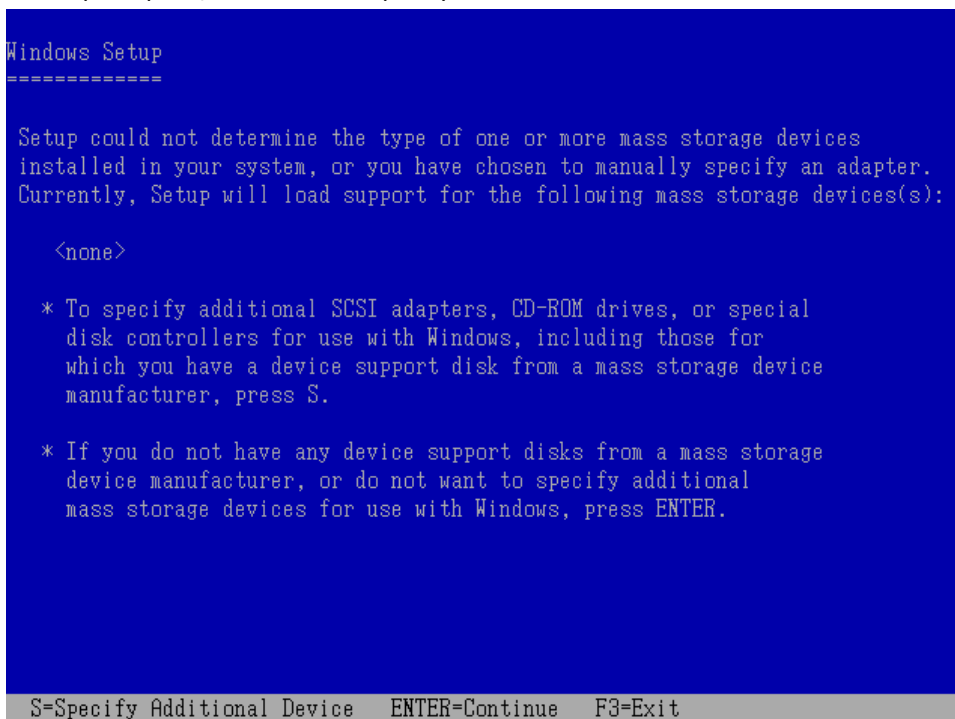 Windows Setup
=============
Setup could not determine the type of one or more mass storage devices
installed in your system, or you have chosen to manually specify an adapter.
Currently, Setup will load support for the following mass storage devices(s):
<none>
* To specify additional SCSI adapters, CD-ROM drives, or special
disk controllers for use with Windows, including those for
which you have a device support disk from a mass storage device
manufacturer, press S.
* If you do not have any device support disks from a mass storage
device manufacturer, or do not want to specify additional
mass storage devices for use with Windows, press ENTER.
S=Specify Additional Device ENTER=Continue F3=Exit